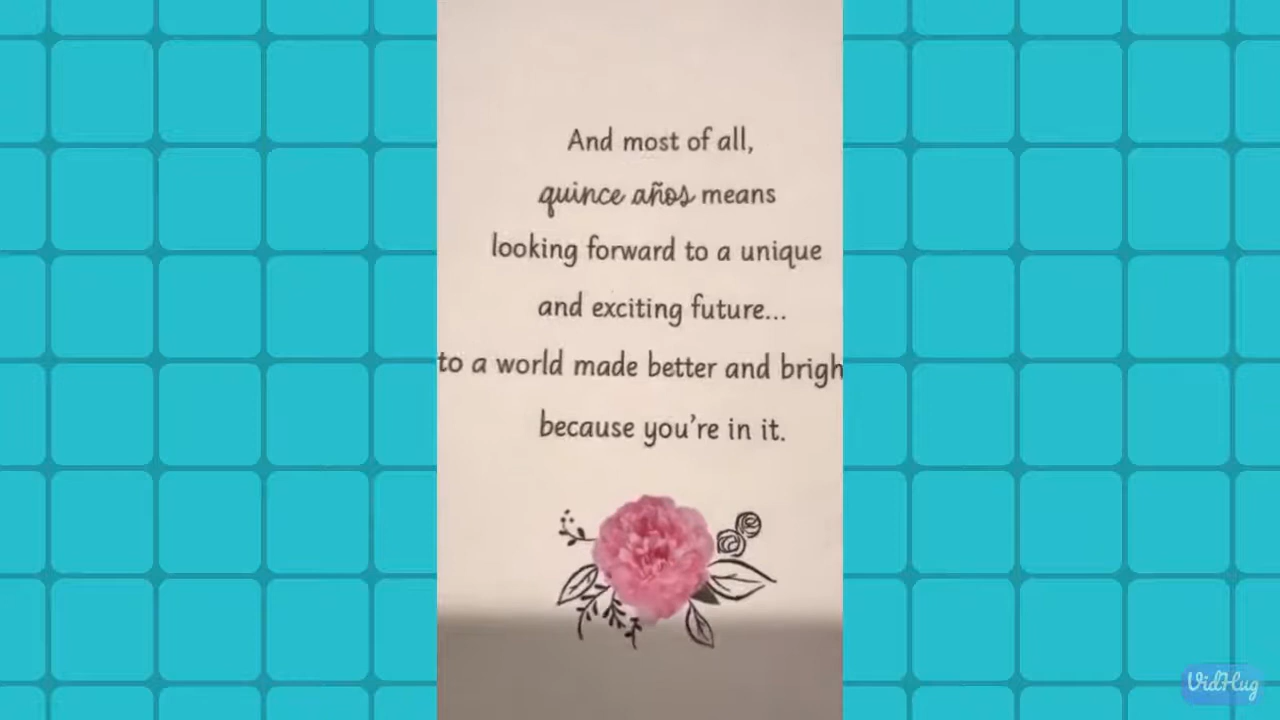 And most of all,
quince años means
looking forward to a unique
and exciting future...
to a world made better and brigh
because you're in it.
VidHug